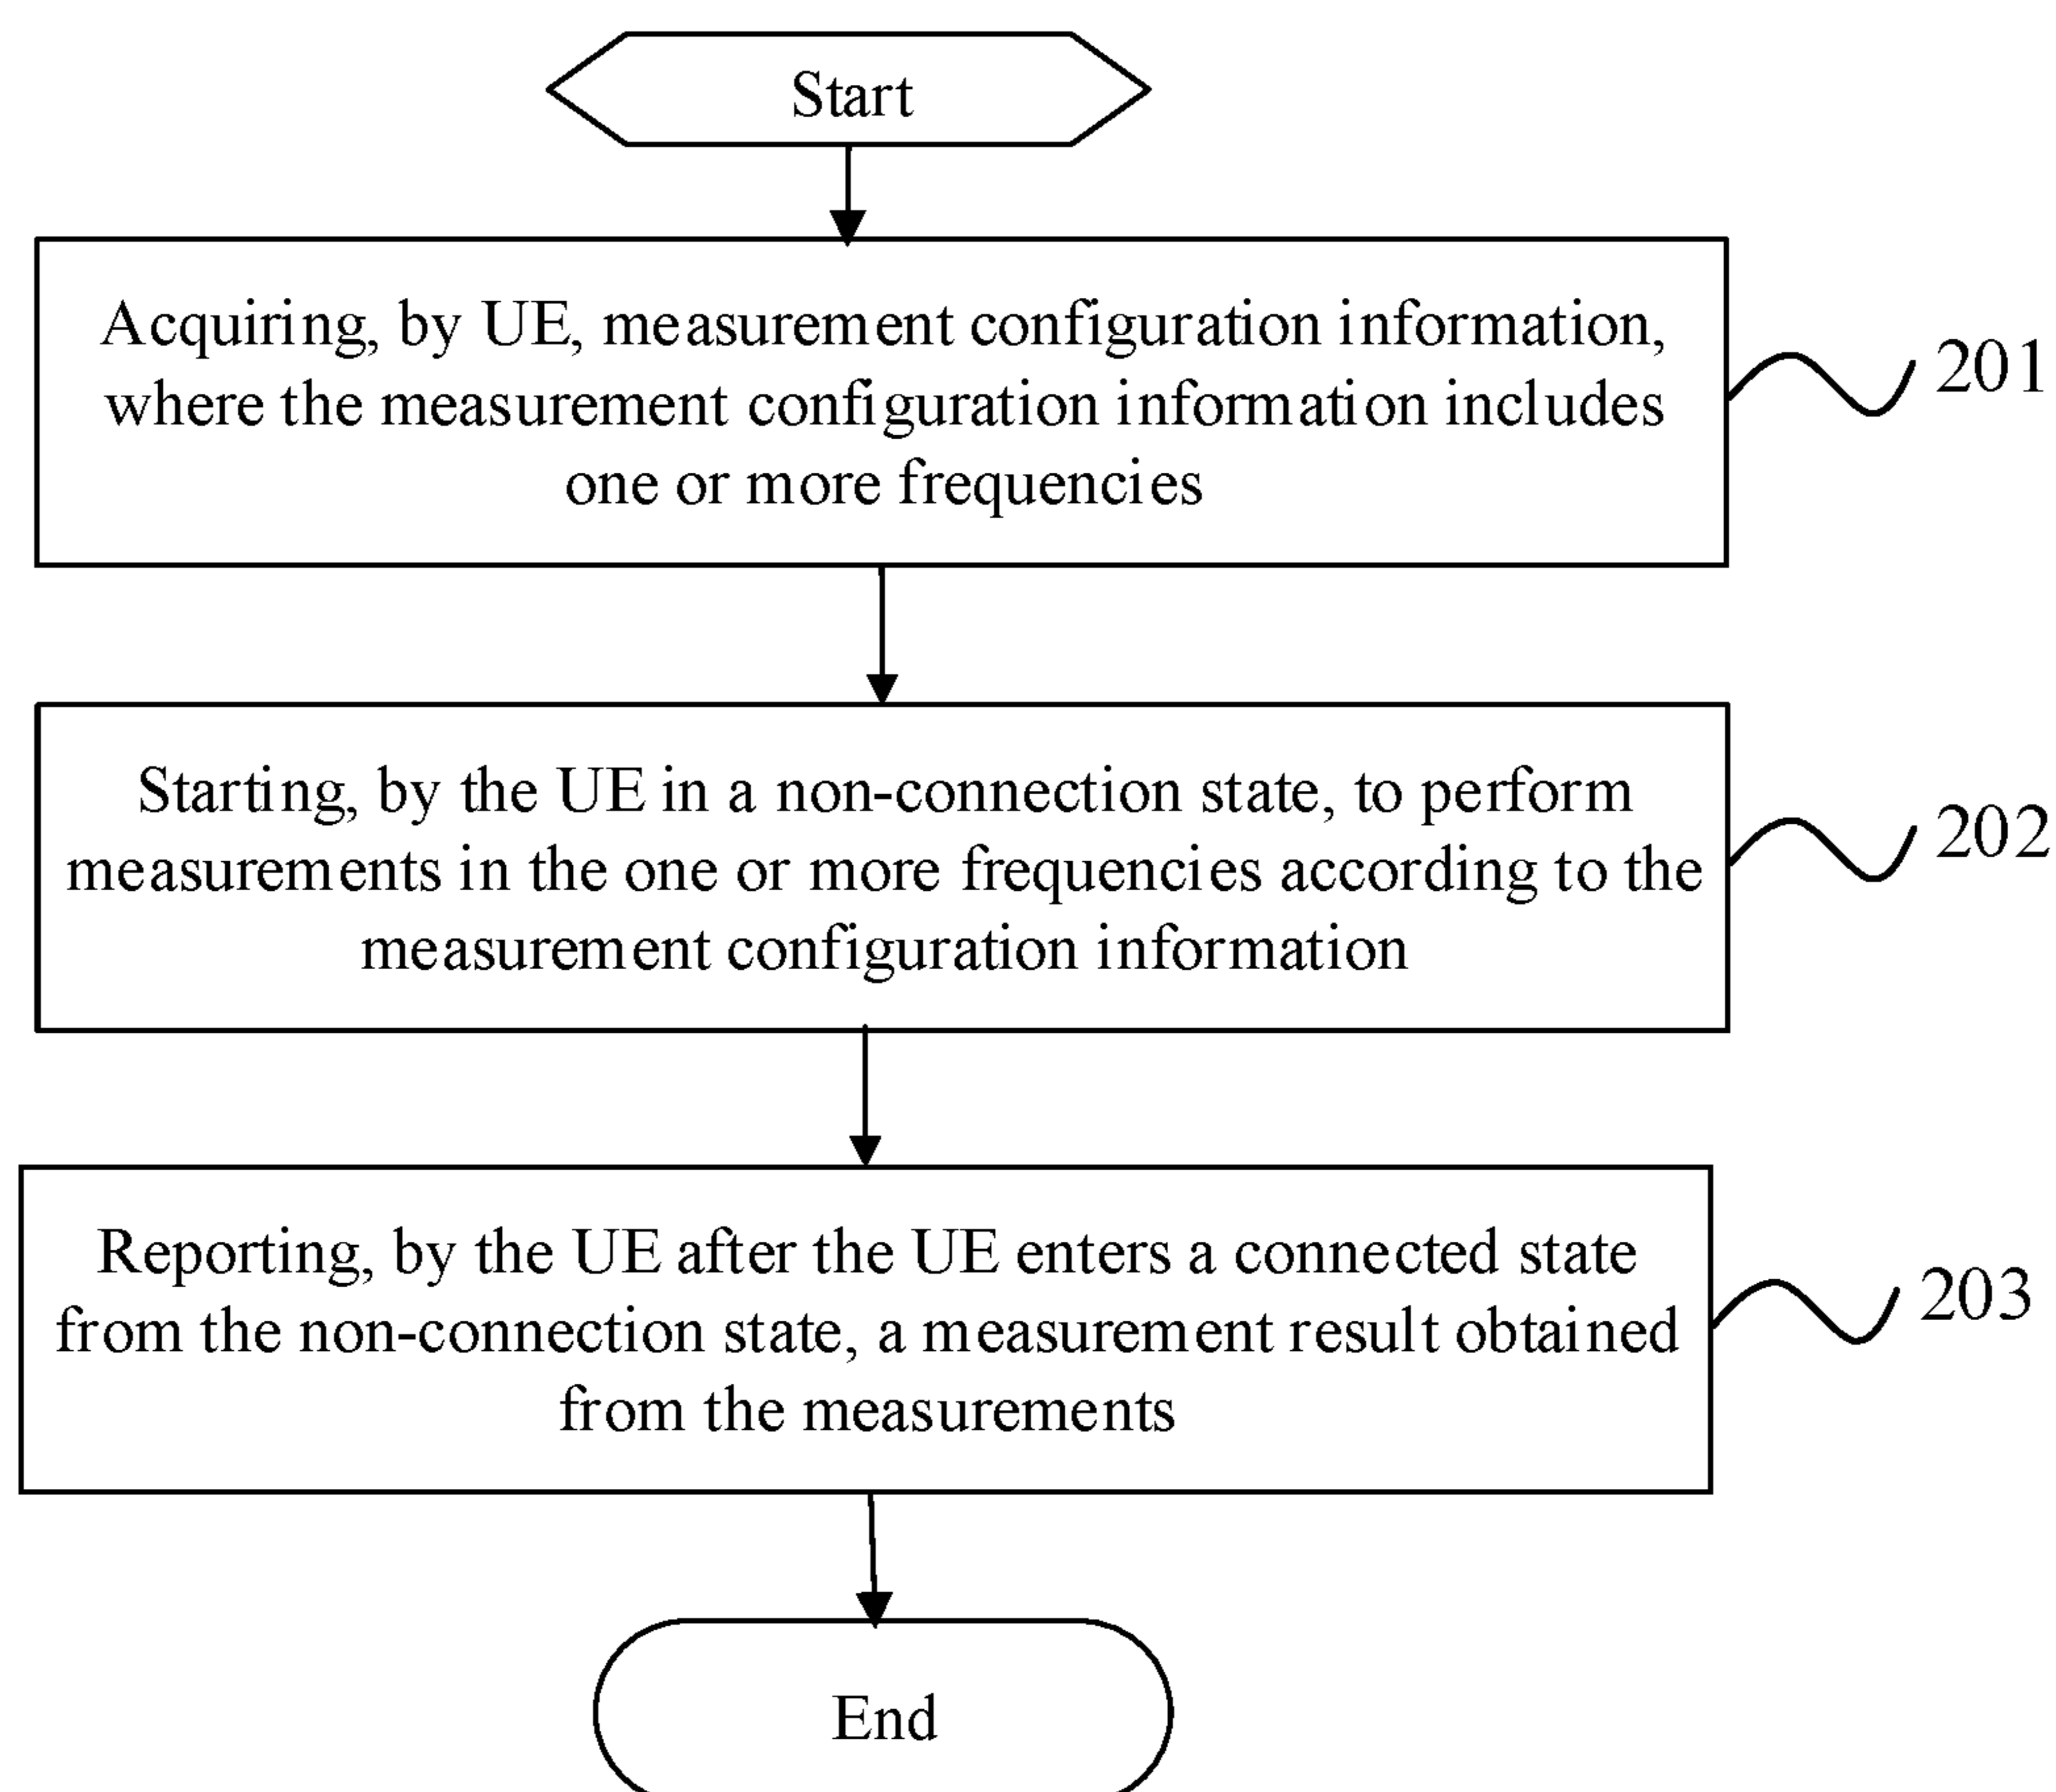 Start
Acquiring, by UE, measurement configuration information,
where the measurement configuration information includes
one or more frequencies
201
Starting, by the UE in a non-connection state, to perform
measurements in the one or more frequencies according to the
measurement configuration information
202
Reporting, by the UE after the UE enters a connected state
from the non-connection state, a measurement result obtained
from the measurements
203
End